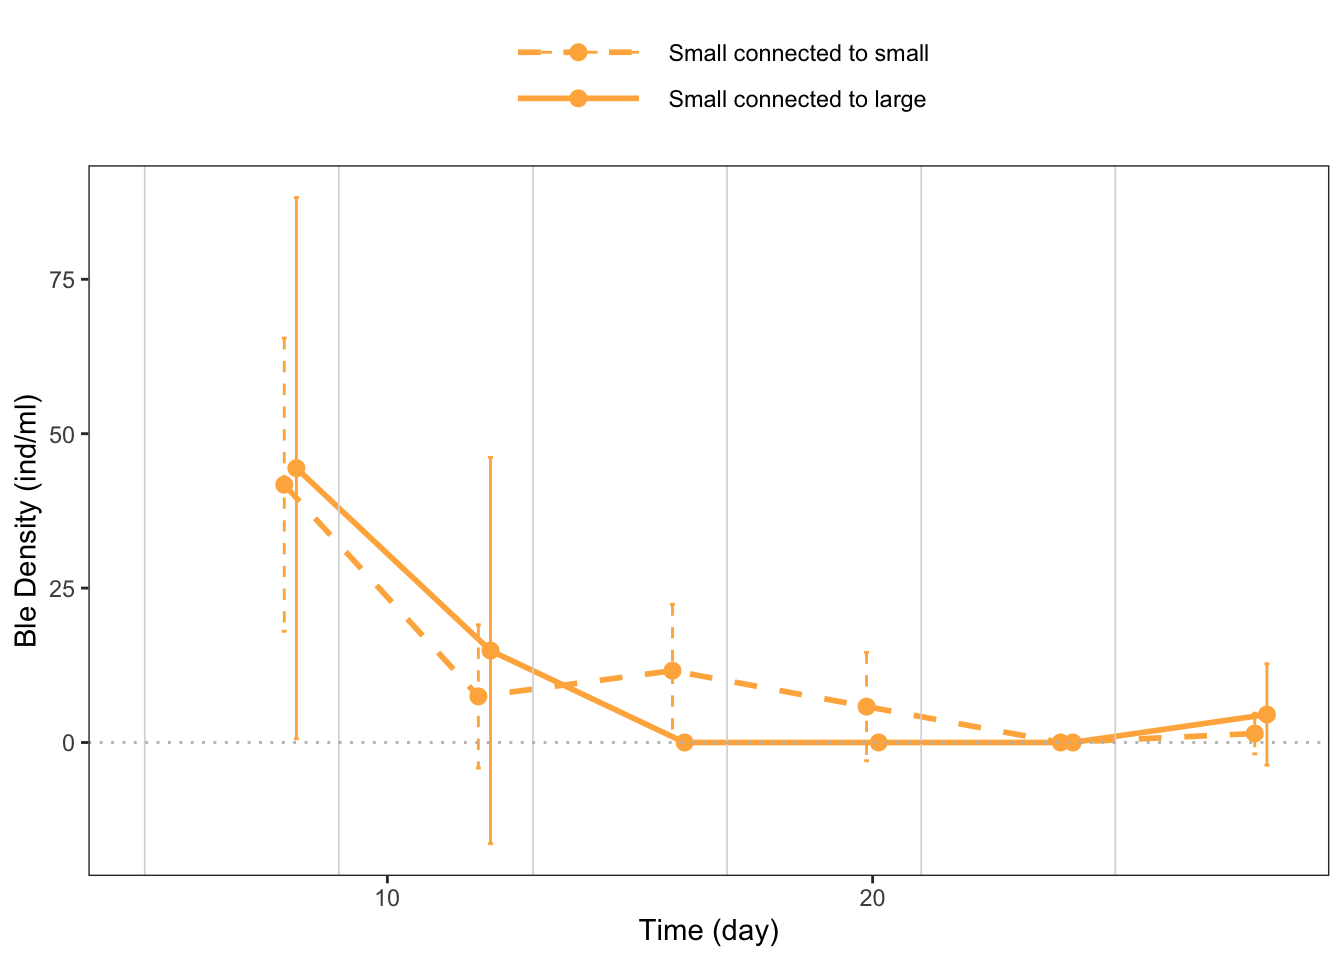 Small connected to small
Small connected to large
75
50
25
0
Ble Density (ind/ml)
10
20
Time (day)